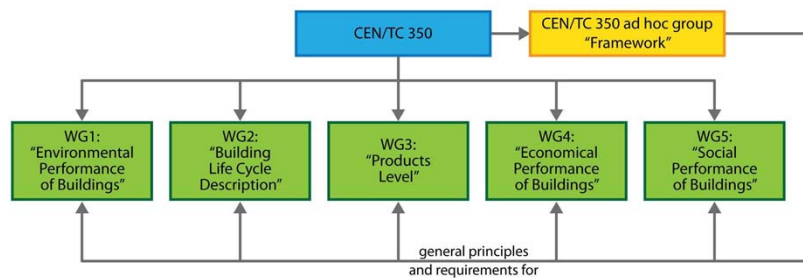 CEN/TC 350
CEN/TC 350 ad hoc group
“Framework”
WG1:
“Environmental
Performance
of Buildings”
WG2:
“Building
Life Cycle
Description”
WG3:
“Products
Level”
WG4:
“Economical
Performance
of Buildings”
WG5:
“Social
Performance
of Buildings”
general principles
and requirements for